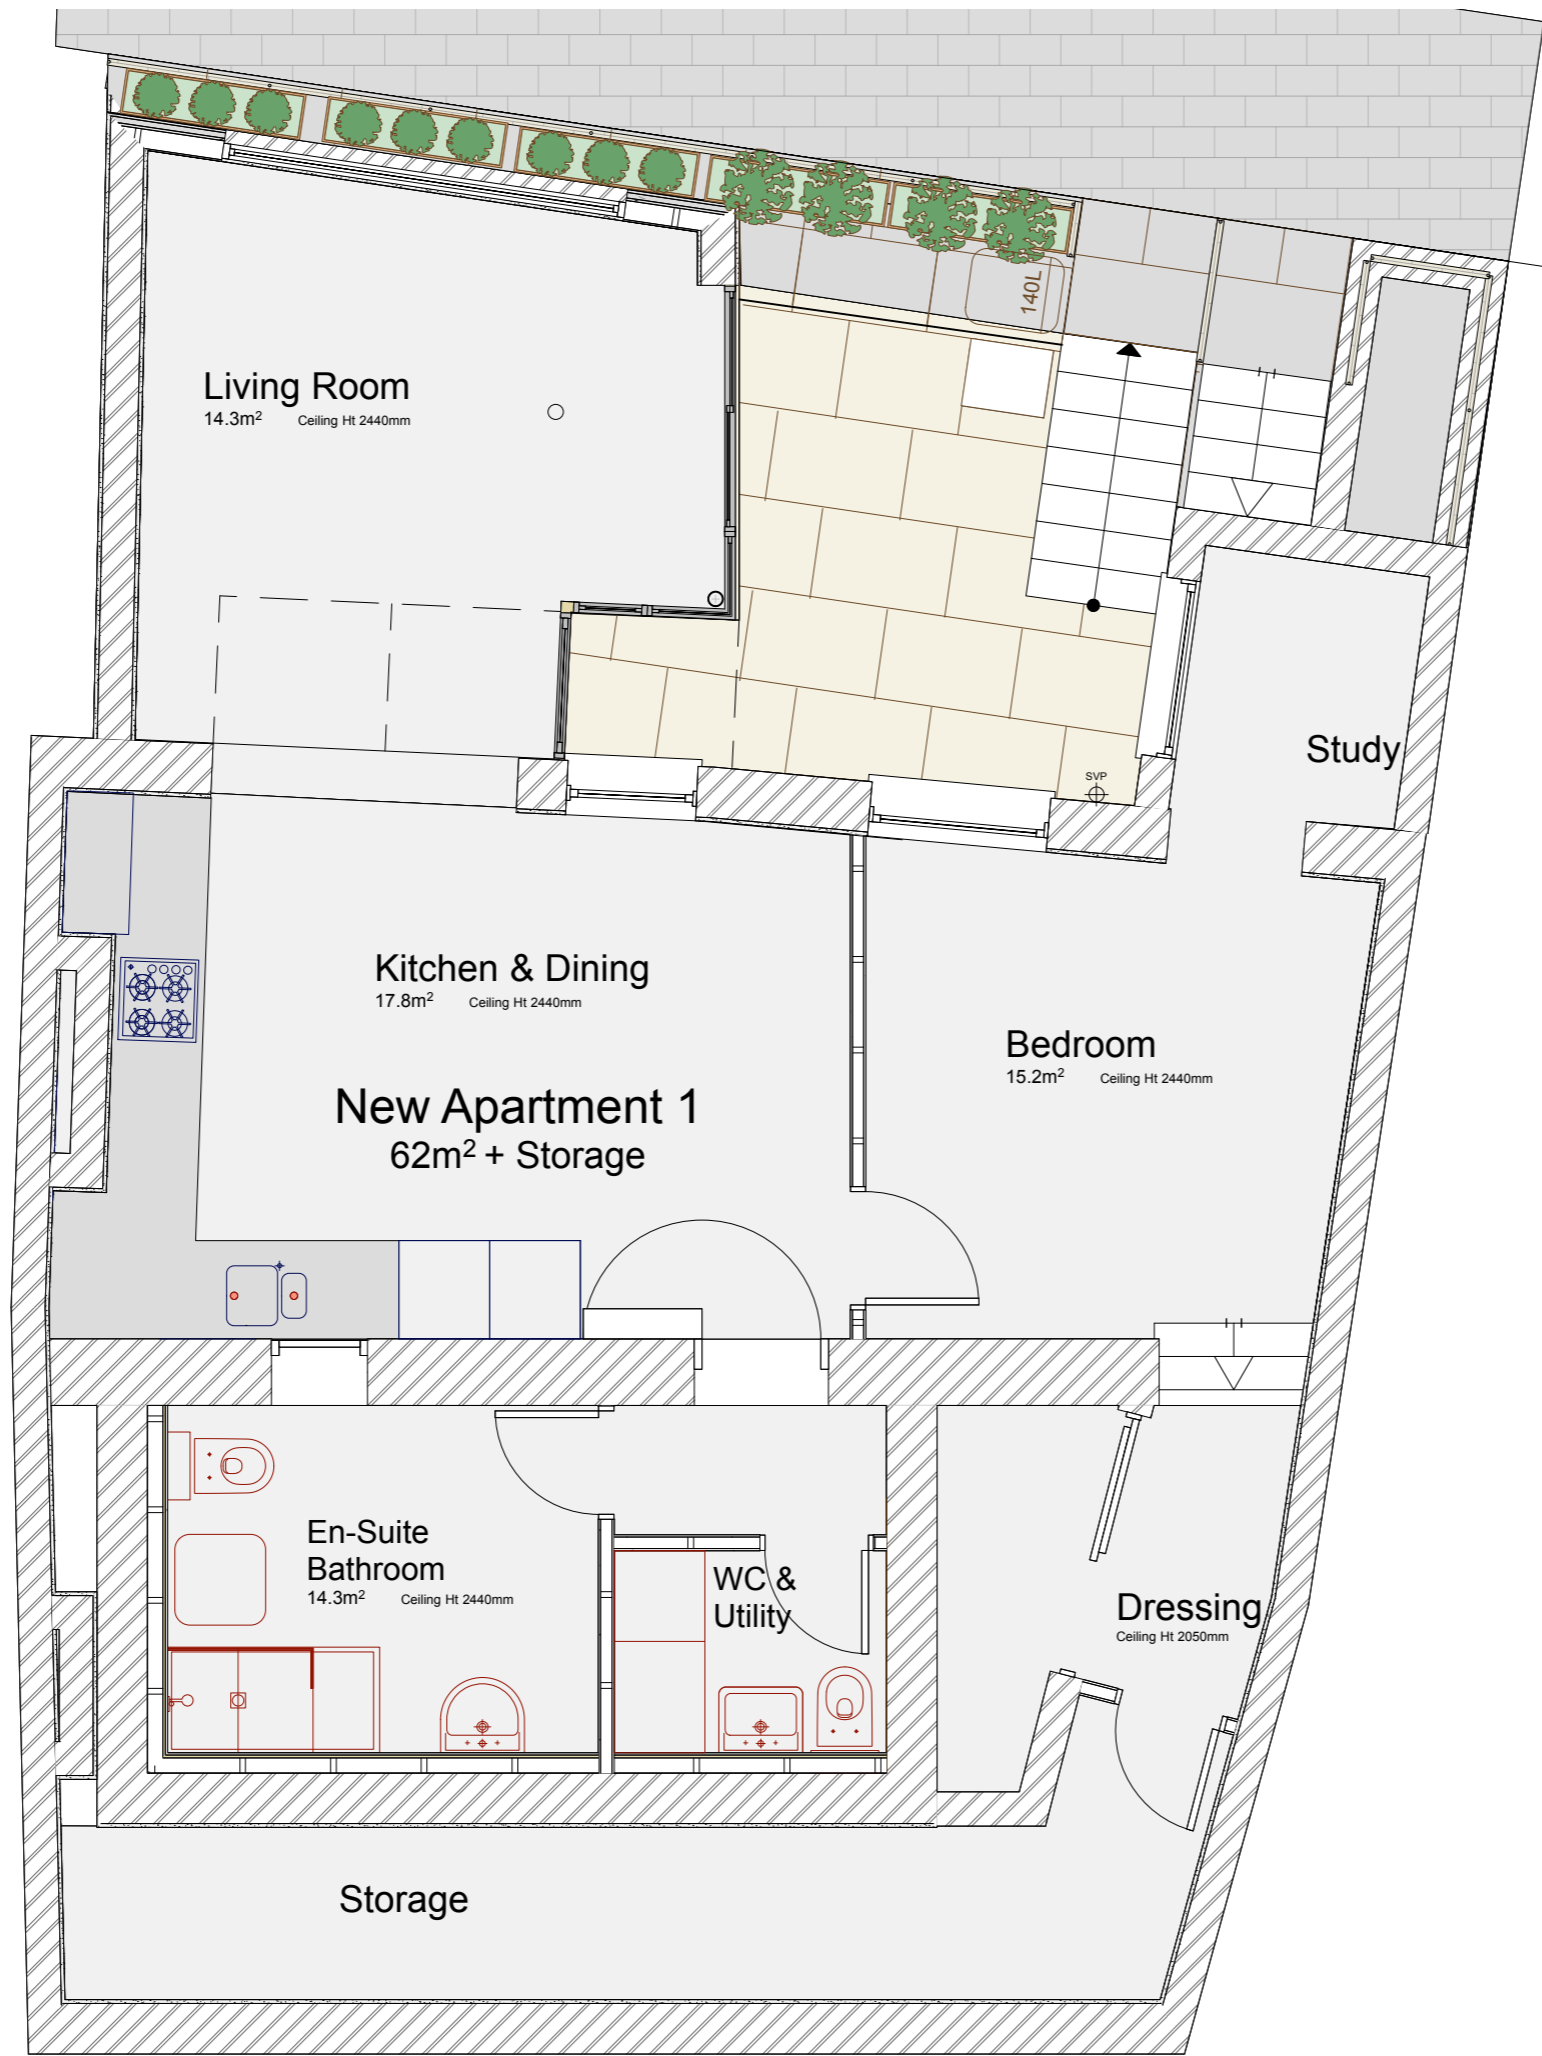 140L
Living Room
14.3m² Ceiling Ht 2440mm
Study
SVP
Kitchen & Dining
17.8m² Ceiling Ht 2440mm
Bedroom
15.2m² Ceiling Ht 2440mm
New Apartment 1
62m² + Storage
En-Suite
Bathroom
14.3m² Ceiling Ht 2440mm
WC &
Utility
Dressing
Ceiling Ht 2050mm
Storage